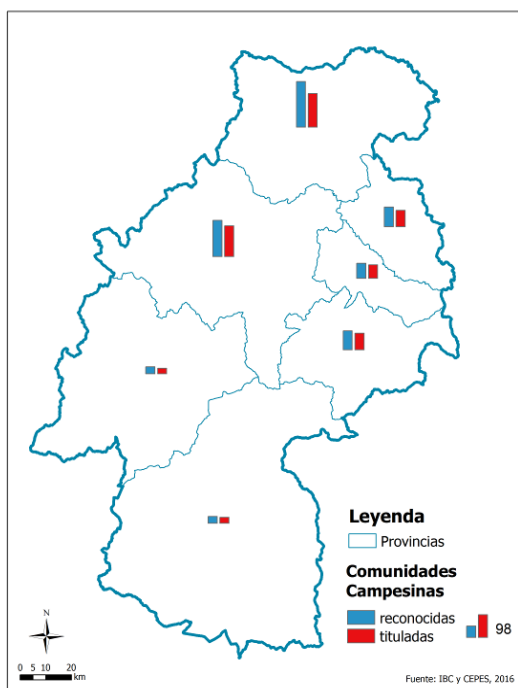 Leyenda
Provincias
Comunidades
Campesinas
reconocidas
tituladas
98
N
0 5 10 20
km
Fuente: IBC y CEPES, 2016